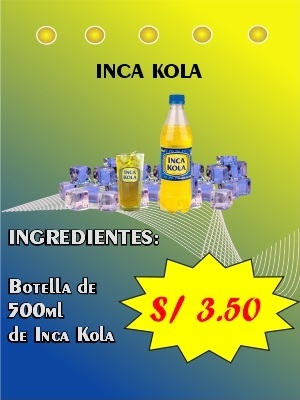 INCA KOLA
INCA
KOLA
INCA
KOLA
INGREDIENTES:
Botella de
500ml
de Inca Kola
S/ 3.50